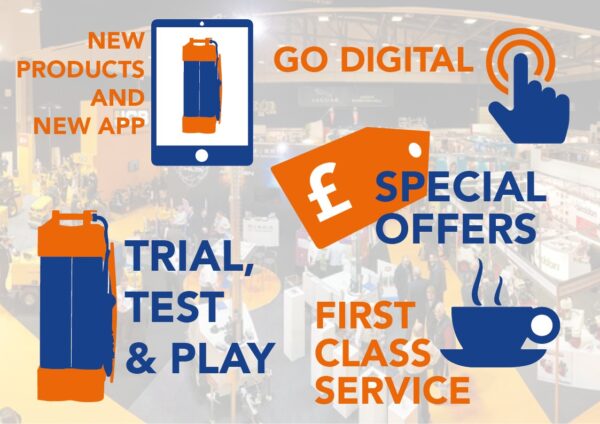 NEW
PRODUCTS
AND
NEW APP
GO DIGITAL
£
SPECIAL
OFFERS
TRIAL,
TEST
& PLAY
FIRST
CLASS
SERVICE